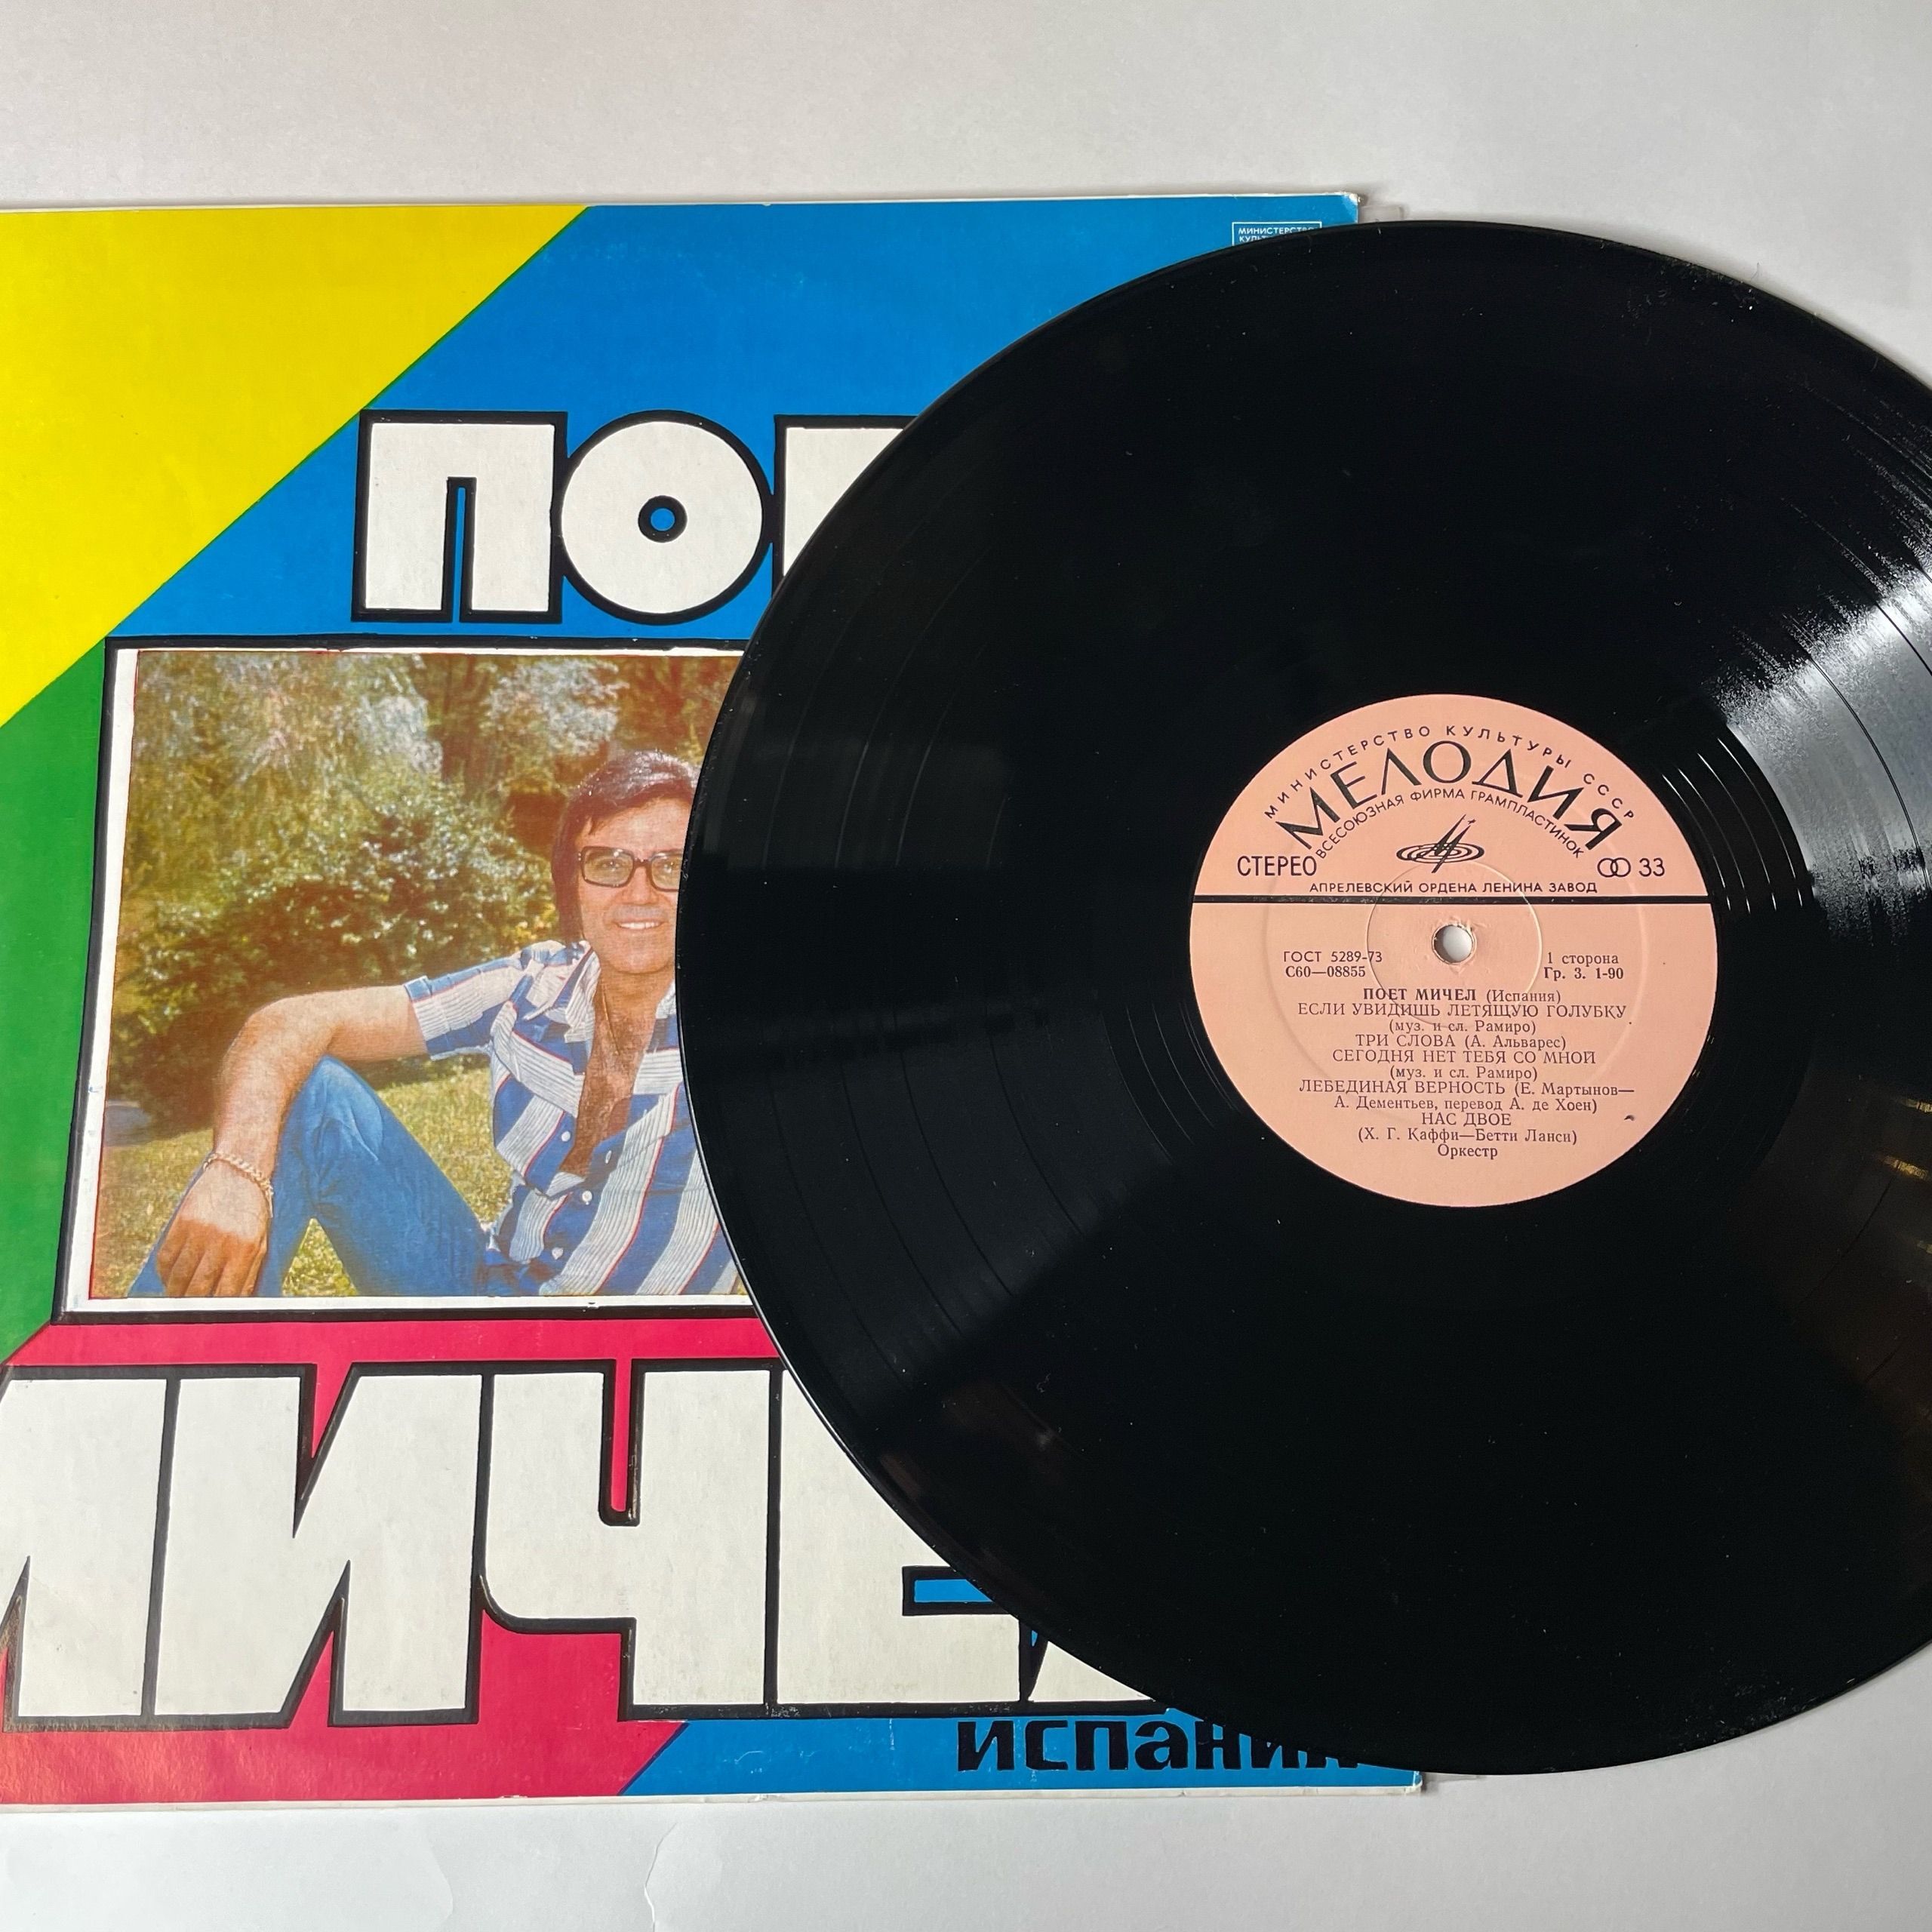 МИНИСТЕРСТВО
ПО
МИЧЕ
испания
МИНИСТЕРСТВО КУЛЬТУРЫ СССР
МЕЛОДИЯ
ВСЕСОЮЗНАЯ ФИРМА ГРАМПЛАСТИНОК
СТЕРЕО 33
АПРЕЛЕВСКИЙ ОРДЕНА ЛЕНИНА ЗАВОД
ГОСТ 5289-73 1 сторона
С60—08855 Гр. 3. 1-90
ПОЕТ МИЧЕЛ (Испания)
ЕСЛИ УВИДИШЬ ЛЕТЯЩУЮ ГОЛУБКУ
(муз. и сл. Рамиро)
ТРИ СЛОВА (А. Альварес)
СЕГОДНЯ НЕТ ТЕБЯ СО МНОЙ
(муз. и сл. Рамиро)
ЛЕБЕДИНАЯ ВЕРНОСТЬ (Е. Мартынов—
А. Дементьев, перевод А. де Хоен)
НАС ДВОЕ
(Х. Г. Каффи—Бетти Ланси)
Оркестр